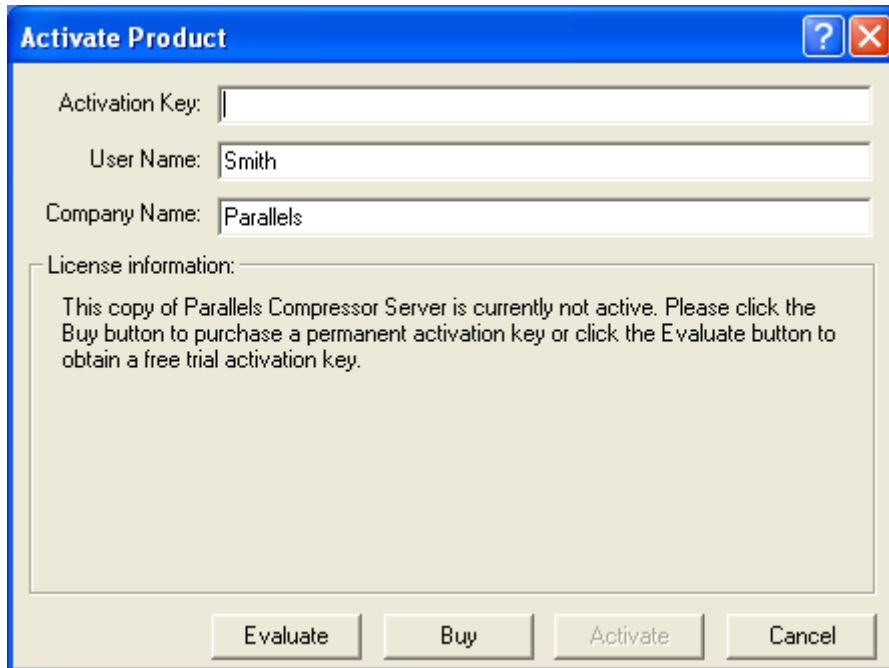 Activate Product
Activation Key:
User Name: Smith
Company Name: Parallels
License information:
This copy of Parallels Compressor Server is currently not active. Please click the
Buy button to purchase a permanent activation key or click the Evaluate button to
obtain a free trial activation key.
Evaluate Buy Activate Cancel